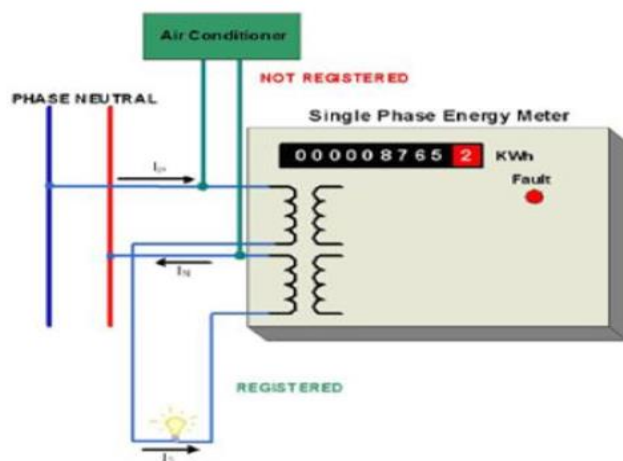 Air Conditioner
NOT REGISTERED
PHASE NEUTRAL
Single Phase Energy Meter
000008765 2 KWh
Fault
REGISTERED